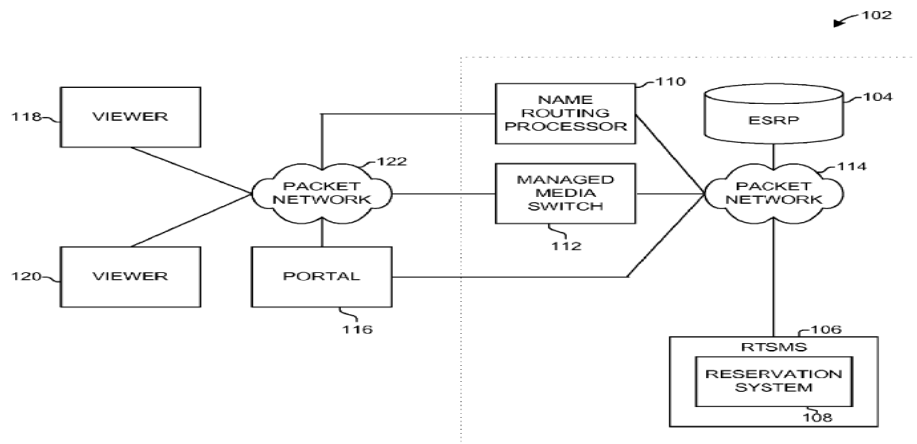 102
110
118
VIEWER
NAME
ROUTING
PROCESSOR
104
ESRP
122
PACKET
NETWORK
MANAGED
MEDIA
SWITCH
114
PACKET
NETWORK
112
120
VIEWER
PORTAL
116
106
RTSMS
RESERVATION
SYSTEM
108